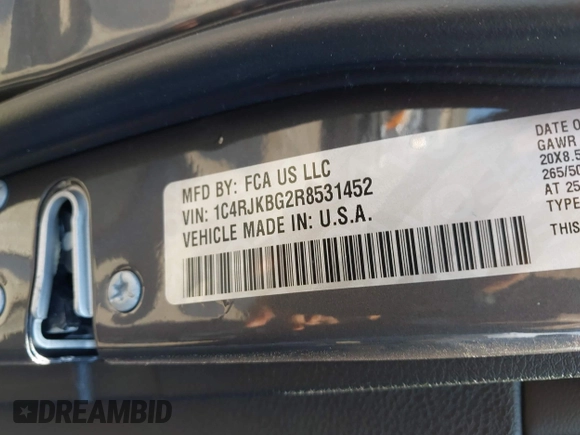 MFD BY: FCA US LLC
VIN: 1C4RJKBG2R8531452
VEHICLE MADE IN: U.S.A.
DATE O
GAWR
20X8.5
265/50
AT 25
TYPE
THIS
DREAMBID